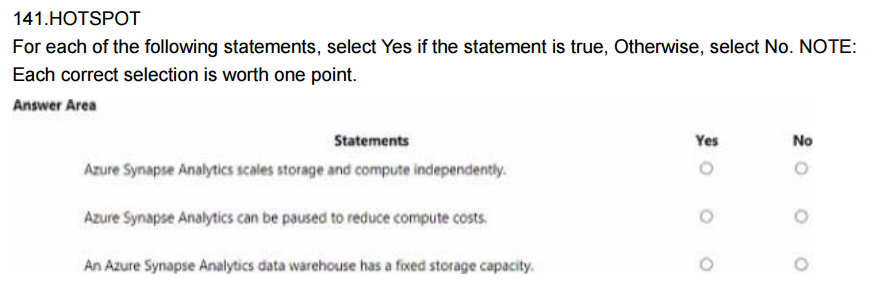 141.HOTSPOT
For each of the following statements, select Yes if the statement is true, Otherwise, select No. NOTE:
Each correct selection is worth one point.
Answer Area
Statements Yes No
Azure Synapse Analytics scales storage and compute independently.
Azure Synapse Analytics can be paused to reduce compute costs.
An Azure Synapse Analytics data warehouse has a fixed storage capacity.